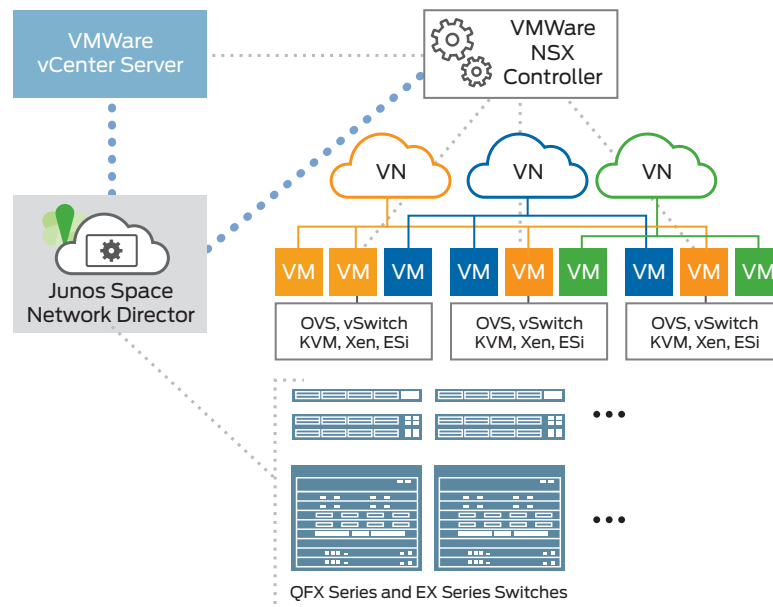 VMWare
vCenter Server
VMWare
NSX
Controller
VN
VN
VN
VM
VM
VM
VM
VM
VM
VM
VM
VM
Junos Space
Network Director
OVS, vSwitch
KVM, Xen, ESi
OVS, vSwitch
KVM, Xen, ESi
OVS, vSwitch
KVM, Xen, ESi
QFX Series and EX Series Switches